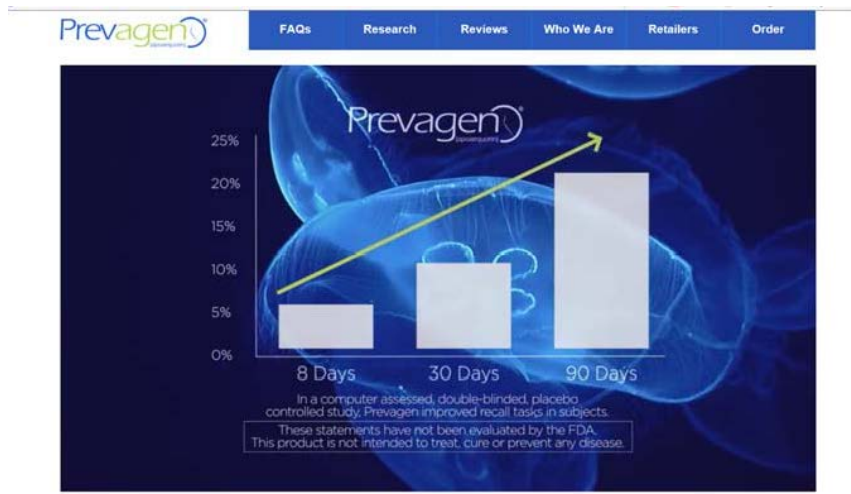 Prevagen
(apoaequorin)
FAQs Research Reviews Who We Are Retailers Order
Prevagen®
(apoaequorin)
25%
20%
15%
10%
5%
0%
8 Days 30 Days 90 Days
In a computer assessed, double-blinded, placebo
controlled study, Prevagen improved recall tasks in subjects.
These statements have not been evaluated by the FDA.
This product is not intended to treat, cure or prevent any disease.